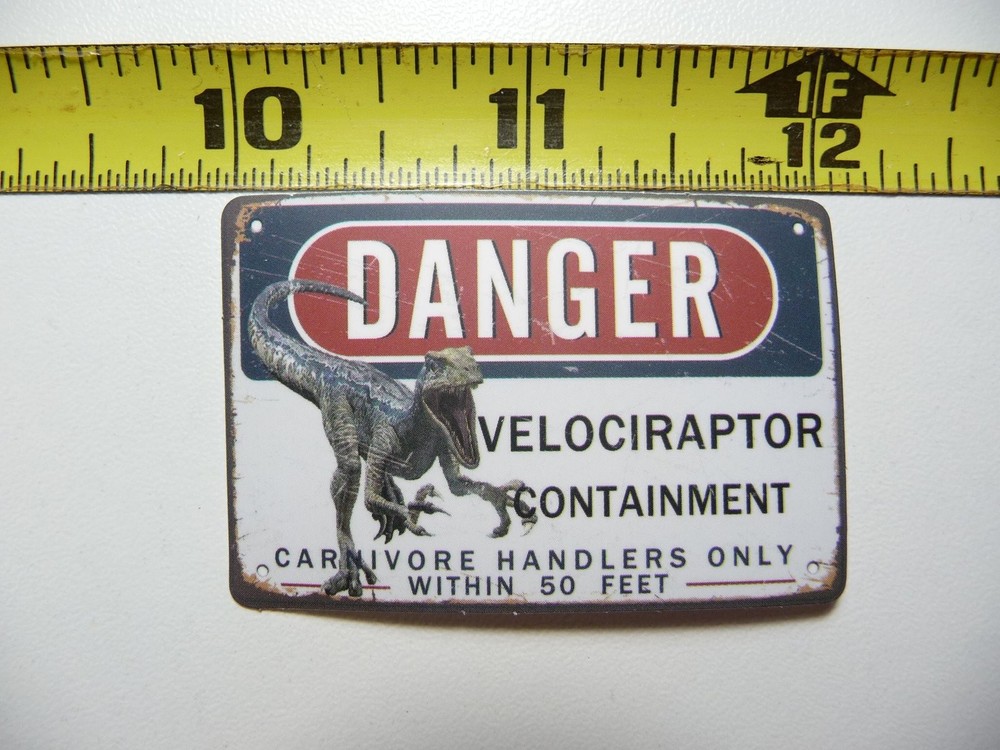 10 11 1F
12
DANGER
VELOCIRAPTOR
CONTAINMENT
CARNIVORE HANDLERS ONLY
WITHIN 50 FEET